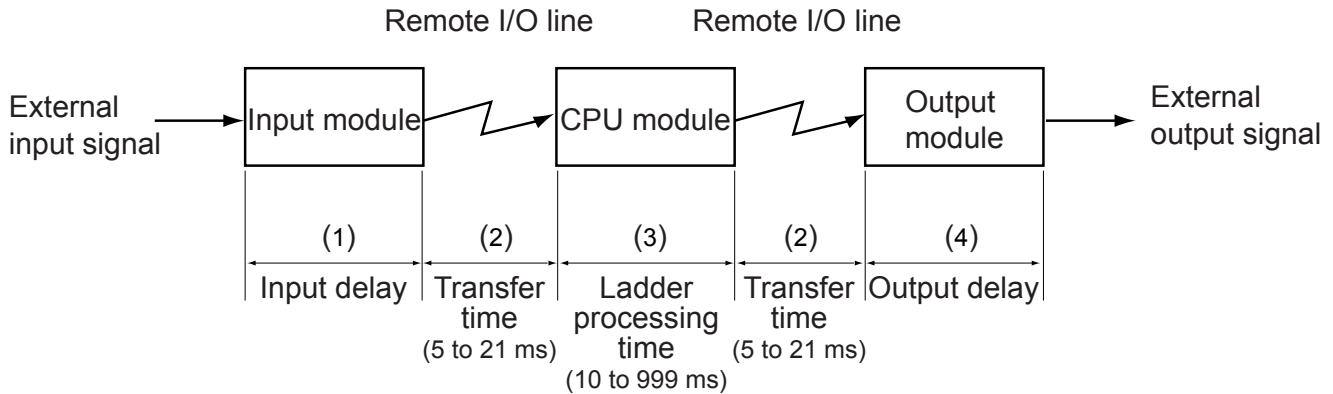 Remote I/O line
Remote I/O line
External
input signal
Input module
CPU module
Output
module
External
output signal
(1)
(2)
(3)
(2)
(4)
Input delay
Transfer
time
(5 to 21 ms)
Ladder
processing
time
(10 to 999 ms)
Transfer
time
(5 to 21 ms)
Output delay